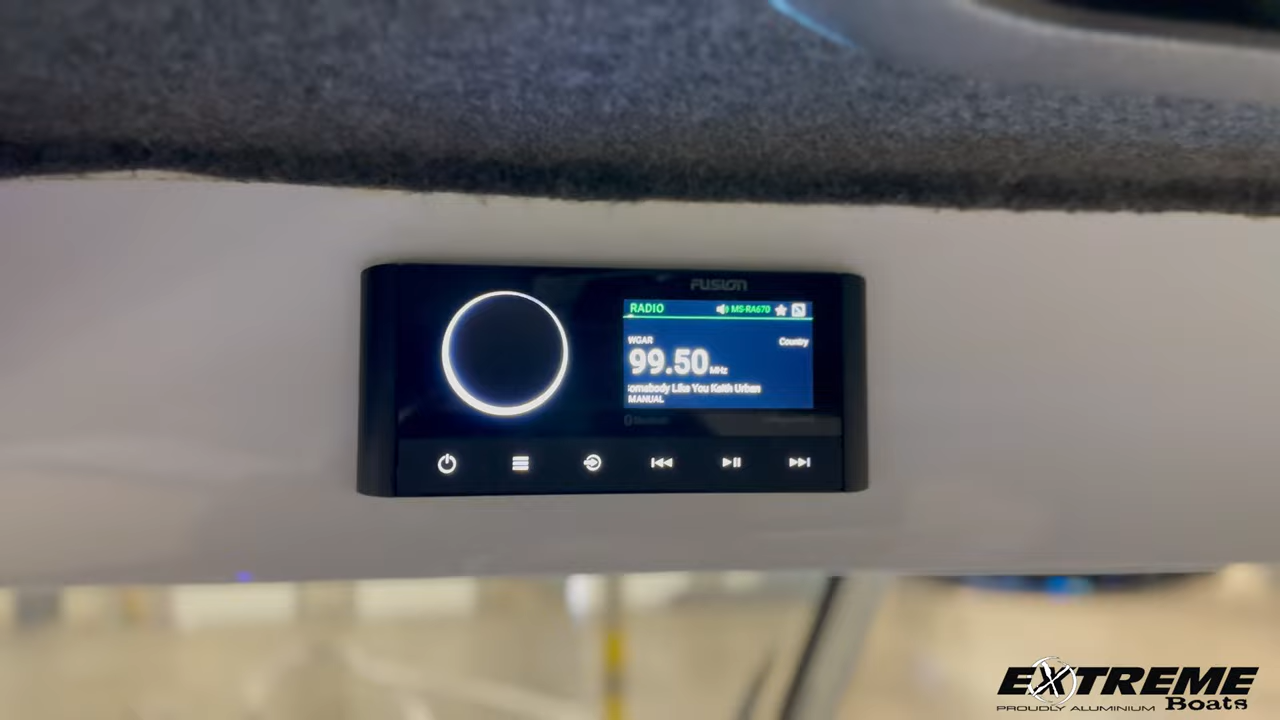 FUSION
RADIO MS-RA670
WGAR Country
99.50 MHz
omebody Like You Keith Urban
MANUAL
Bluetooth
EXTREME
PROUDLY ALUMINIUM Boats